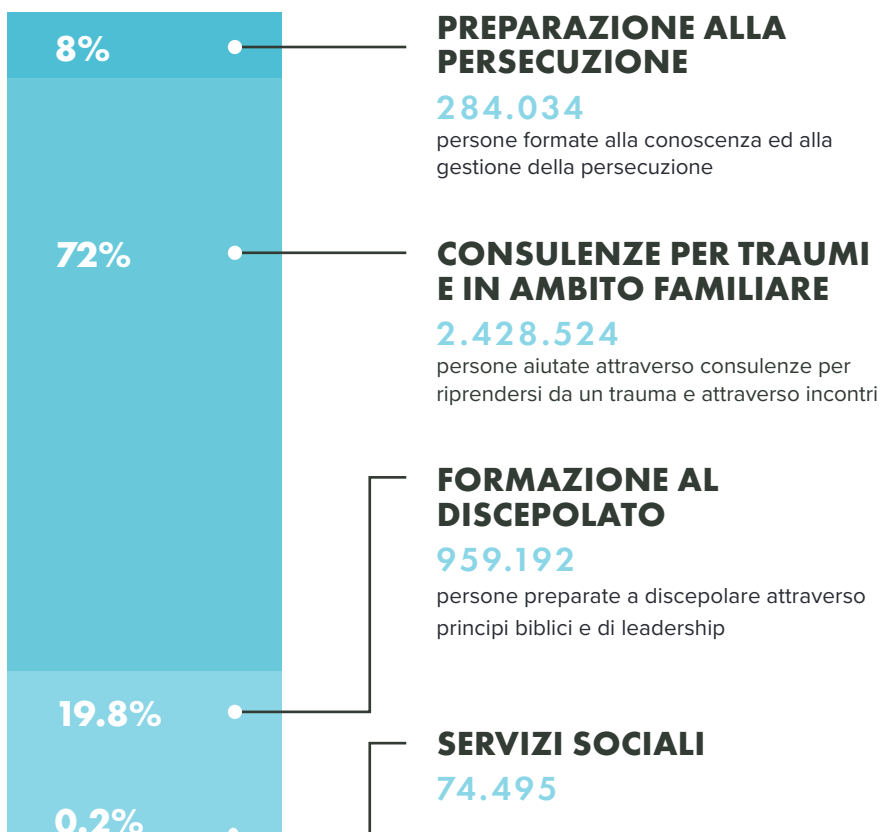 8%
PREPARAZIONE ALLA
PERSECUZIONE
284.034
persone formate alla conoscenza ed alla
gestione della persecuzione
72%
CONSULENZE PER TRAUMI
E IN AMBITO FAMILIARE
2.428.524
persone aiutate attraverso consulenze per
riprendersi da un trauma e attraverso incontri
FORMAZIONE AL
DISCEPOLATO
959.192
persone preparate a discepolare attraverso
principi biblici e di leadership
19.8%
SERVIZI SOCIALI
74.495
0.2%